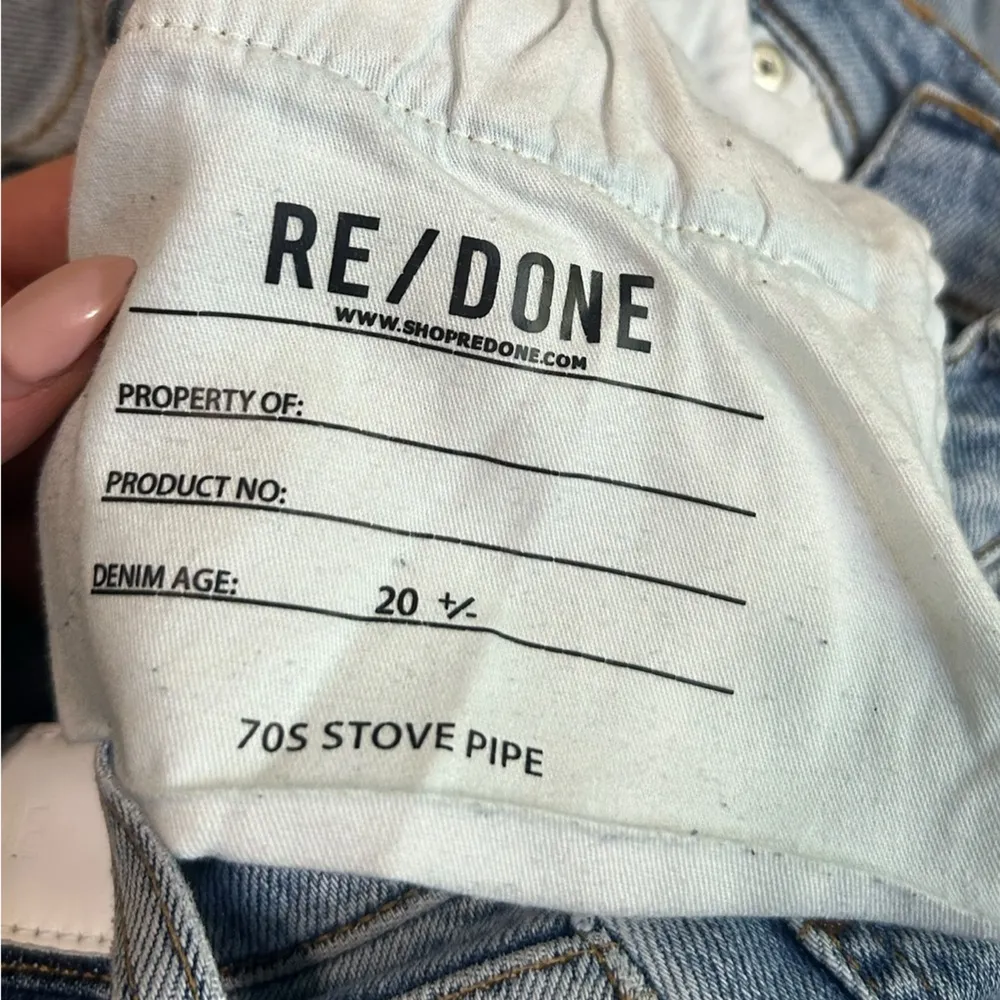 RE/DONE
WWW.SHOPREDONE.COM
PROPERTY OF:
PRODUCT NO:
DENIM AGE: 20 +/-
70S STOVE PIPE